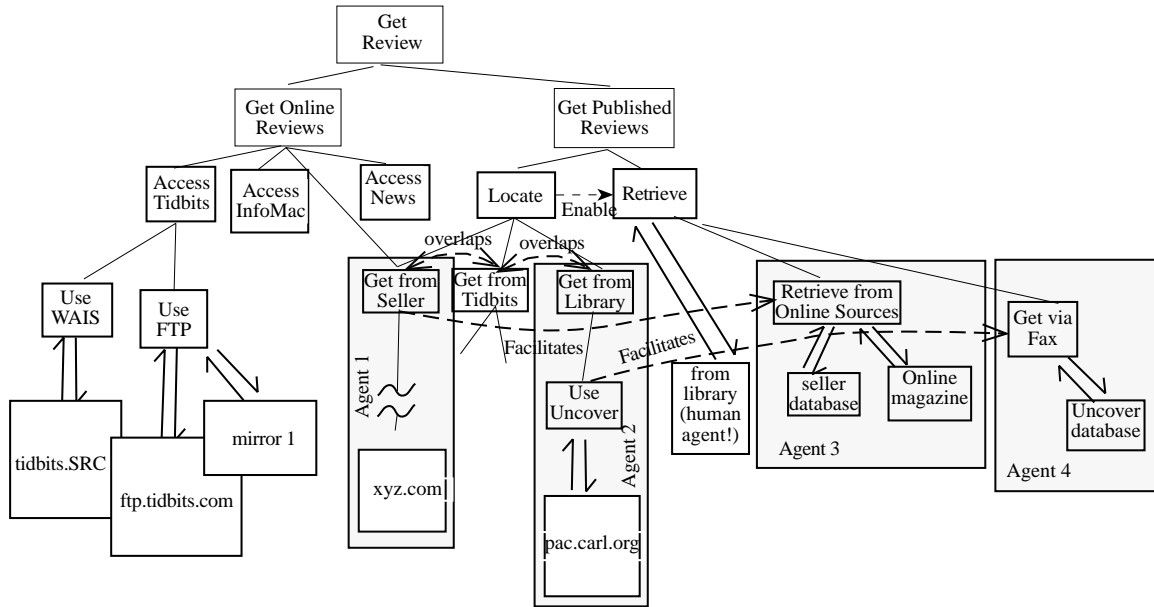 Get
Review
Get Online
Reviews
Get Published
Reviews
Access
Tidbits
Access
InfoMac
Access
News
Locate
Enable
Retrieve
overlaps
overlaps
Use
WAIS
Use
FTP
Get from
Seller
Get from
Tidbits
Get from
Library
Retrieve from
Online Sources
Get via
Fax
Facilitates
Facilitates
Agent 1
Use
Uncover
Agent 2
from
library
(human
agent!)
seller
database
Online
magazine
Agent 3
Uncover
database
Agent 4
tidbits.SRC
ftp.tidbits.com
mirror 1
xyz.com
pac.carl.org